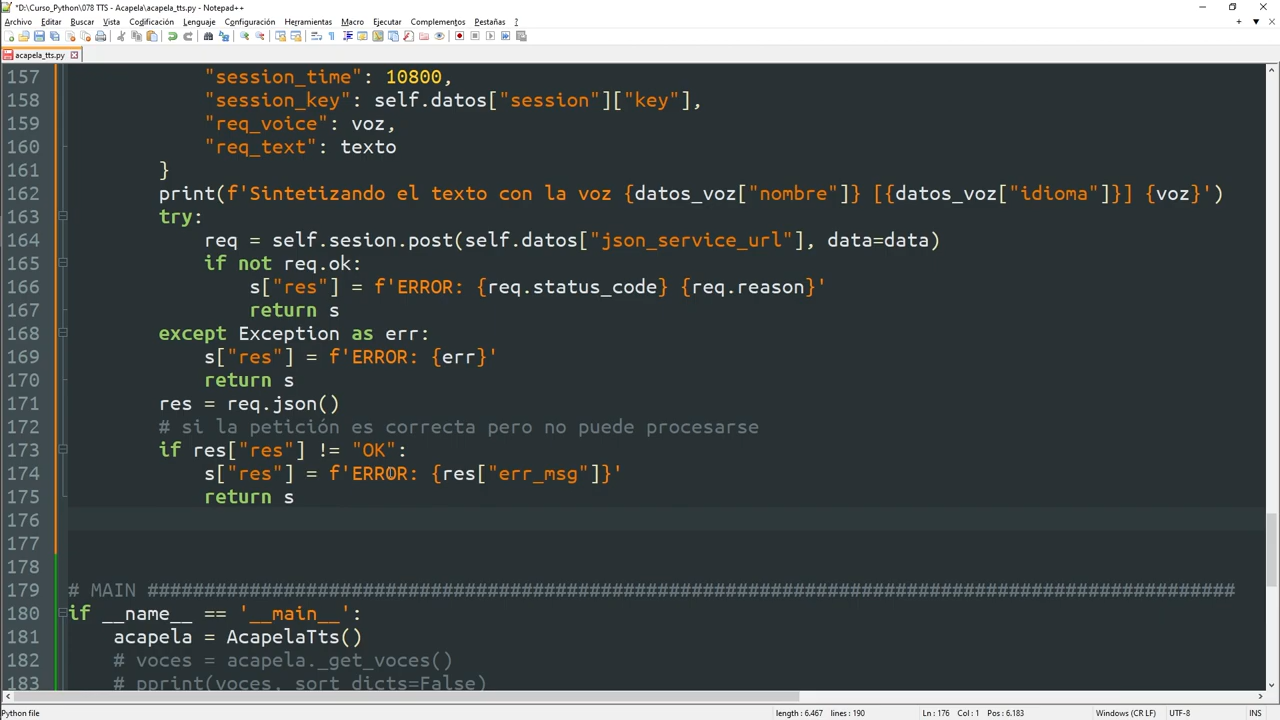 *D:\Curso_Python\078 TTS - Acapela\acapela_tts.py - Notepad++
Archivo Editar Buscar Vista Codificación Lenguaje Configuración Herramientas Macro Ejecutar Complementos Pestañas ?
acapela_tts.py
157 "session_time": 10800,
158 "session_key": self.datos["session"]["key"],
159 "req_voice": voz,
160 "req_text": texto
161 }
162 print(f'Sintetizando el texto con la voz {datos_voz["nombre"]} [{datos_voz["idioma"]}] {voz}')
163 try:
164 req = self.sesion.post(self.datos["json_service_url"], data=data)
165 if not req.ok:
166 s["res"] = f'ERROR: {req.status_code} {req.reason}'
167 return s
168 except Exception as err:
169 s["res"] = f'ERROR: {err}'
170 return s
171 res = req.json()
172 # si la petición es correcta pero no puede procesarse
173 if res["res"] != "OK":
174 s["res"] = f'ERROR: {res["err_msg"]}'
175 return s
176
177
178
179 # MAIN ################################################################################################
180 if __name__ == '__main__':
181 acapela = AcapelaTts()
182 # voces = acapela._get_voces()
183 # pprint(voces, sort_dicts=False)
Python file length : 6.467 lines : 190 Ln : 176 Col : 1 Pos : 6.183 Windows (CR LF) UTF-8 INS